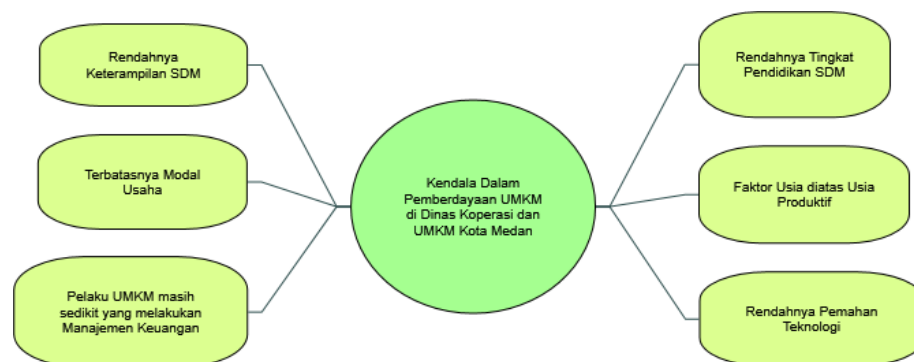 Rendahnya
Keterampilan SDM
Terbatasnya Modal
Usaha
Pelaku UMKM masih
sedikit yang melakukan
Manajemen Keuangan
Kendala Dalam
Pemberdayaan UMKM
di Dinas Koperasi dan
UMKM Kota Medan
Rendahnya Tingkat
Pendidikan SDM
Faktor Usia diatas Usia
Produktif
Rendahnya Pemahan
Teknologi